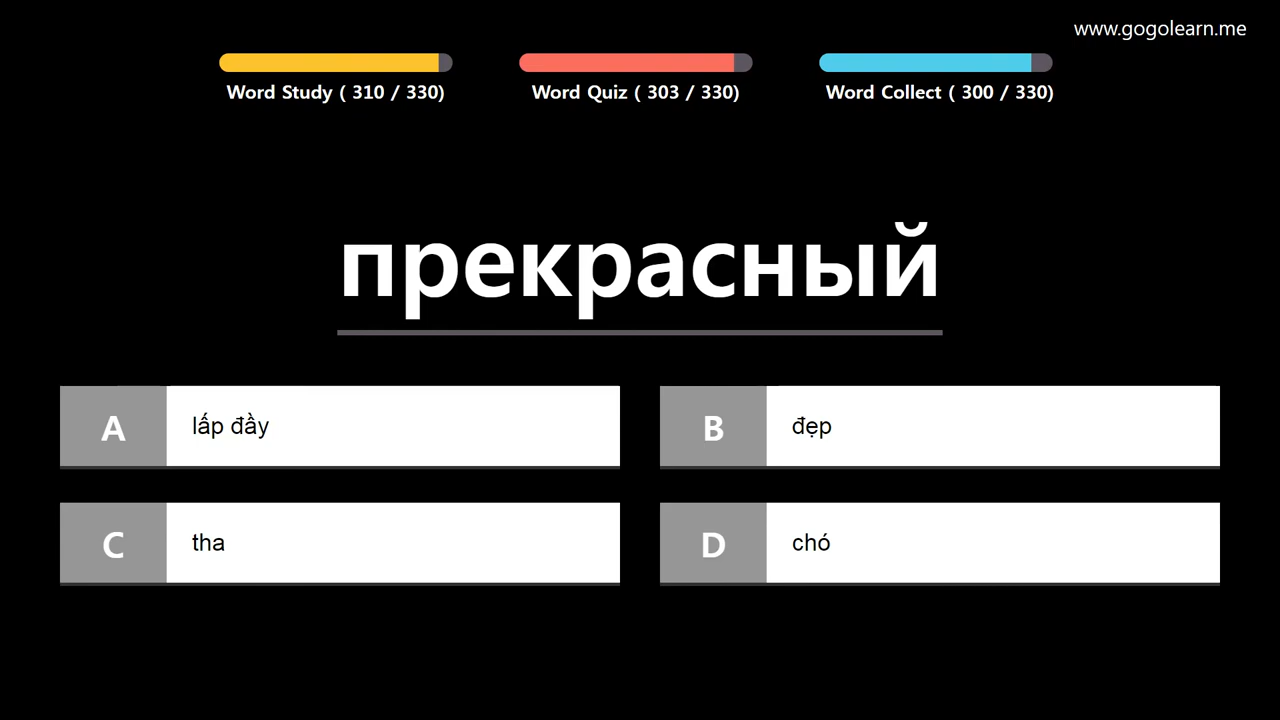 www.gogolearn.me
Word Study ( 310 / 330)
Word Quiz ( 303 / 330)
Word Collect ( 300 / 330)
прекрасный
A lấp đầy
B đẹp
C tha
D chó